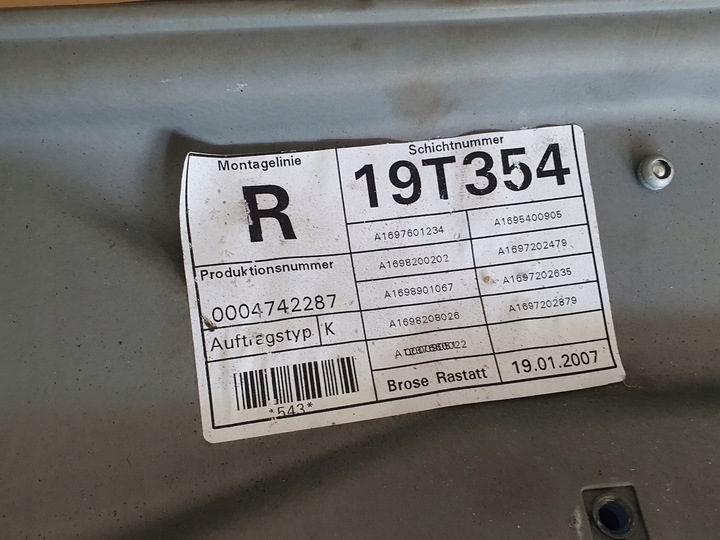 Montagelinie
R
Schichtnummer
19T354
Produktionsnummer
0004742287
Auftragstyp K
*543*
A1697601234
A1698200202
A1698901067
A1698208026
A1695400905
A1697202479
A1697202635
A1697202879
Brose Rastatt
19.01.2007